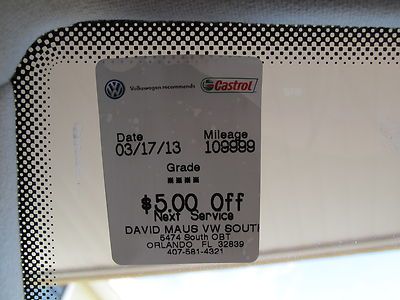 Volkswagen recommends Castrol
Date Mileage
03/17/13 109999
Grade
****
$5.00 Off
Next Service
DAVID MAUS VW SOUTH
5474 South OBT
ORLANDO FL 32839
407-581-4321